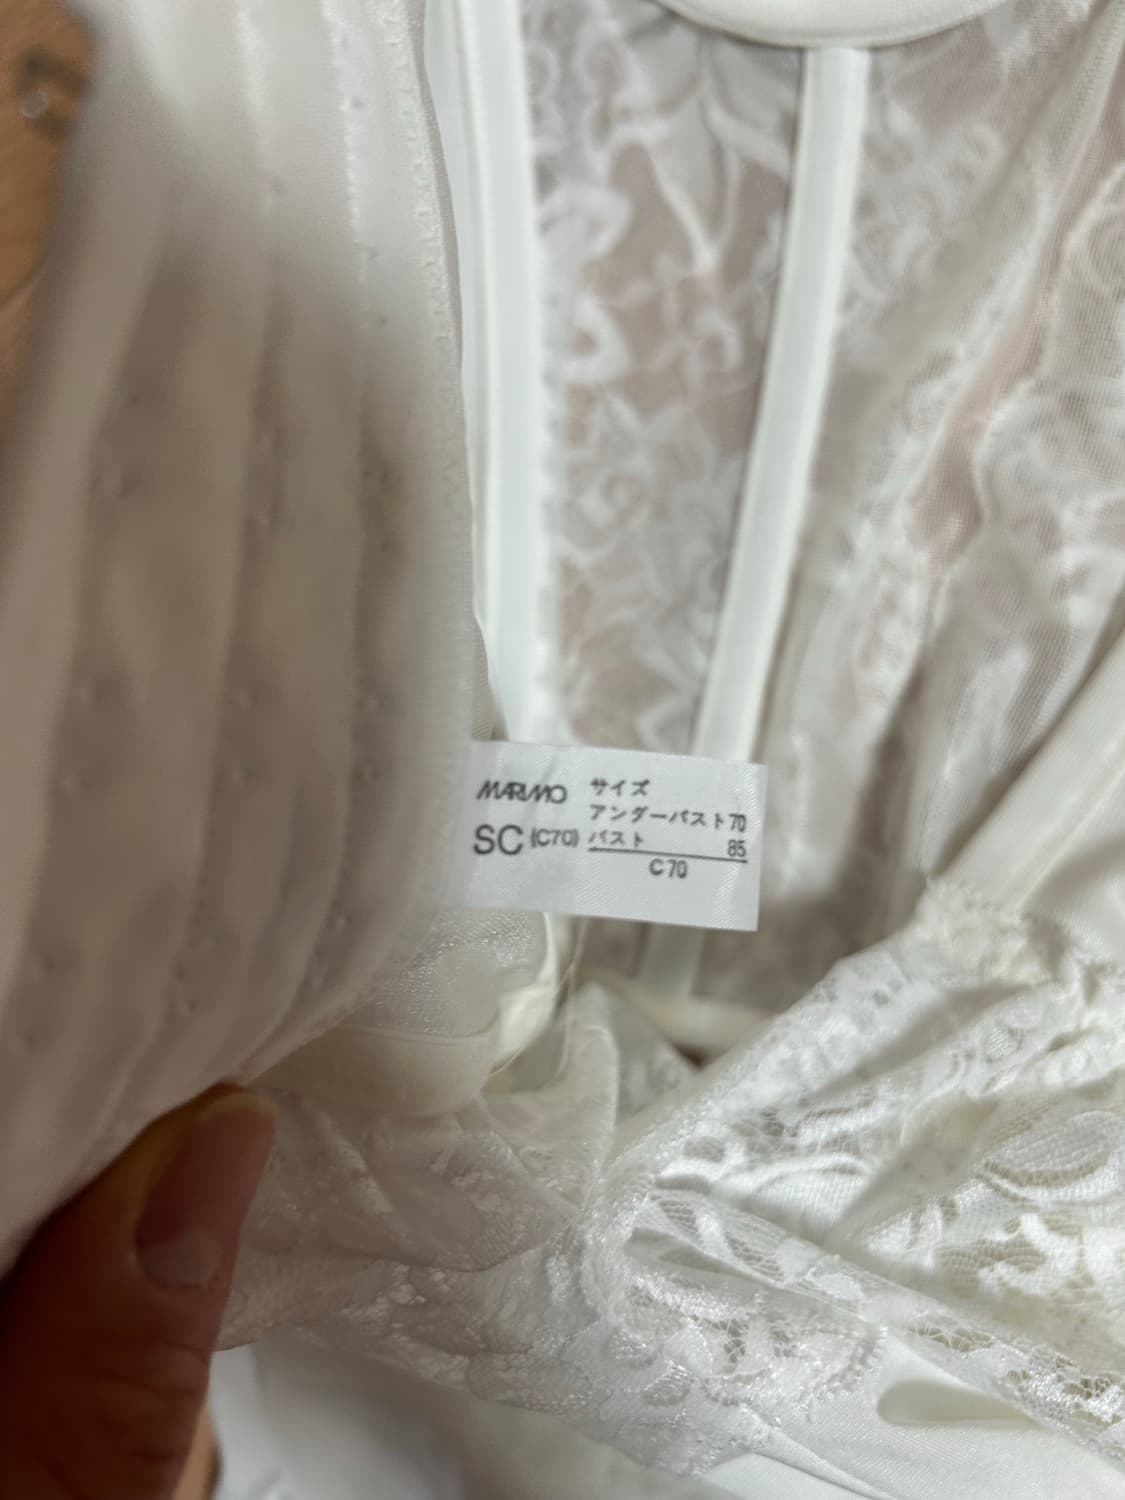 MARUMO
SC (C70)
サイズ
アンダーバスト70
バスト 85
C70